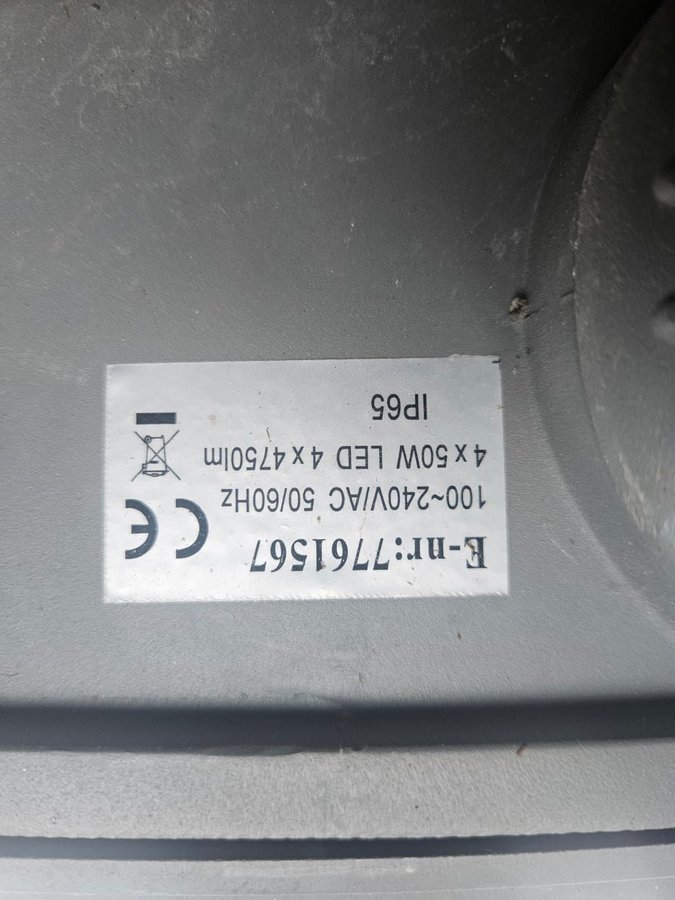 E-nr:7761567
100~240V/AC 50/60Hz
4 x 50W LED 4 x 4750lm
IP65
CE